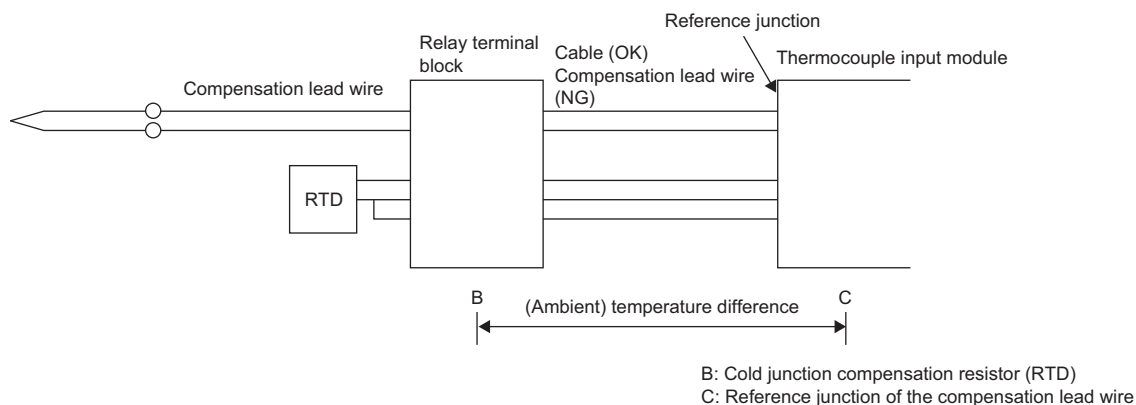 Reference junction
Relay terminal
block
Cable (OK)
Compensation lead wire
(NG)
Thermocouple input module
Compensation lead wire
RTD
B
(Ambient) temperature difference
C
B: Cold junction compensation resistor (RTD)
C: Reference junction of the compensation lead wire